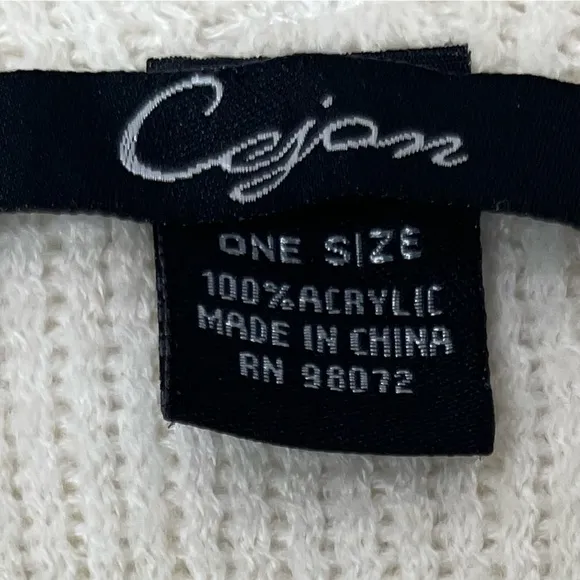 Cejon
ONE SIZE
100% ACRYLIC
MADE IN CHINA
RN 98072